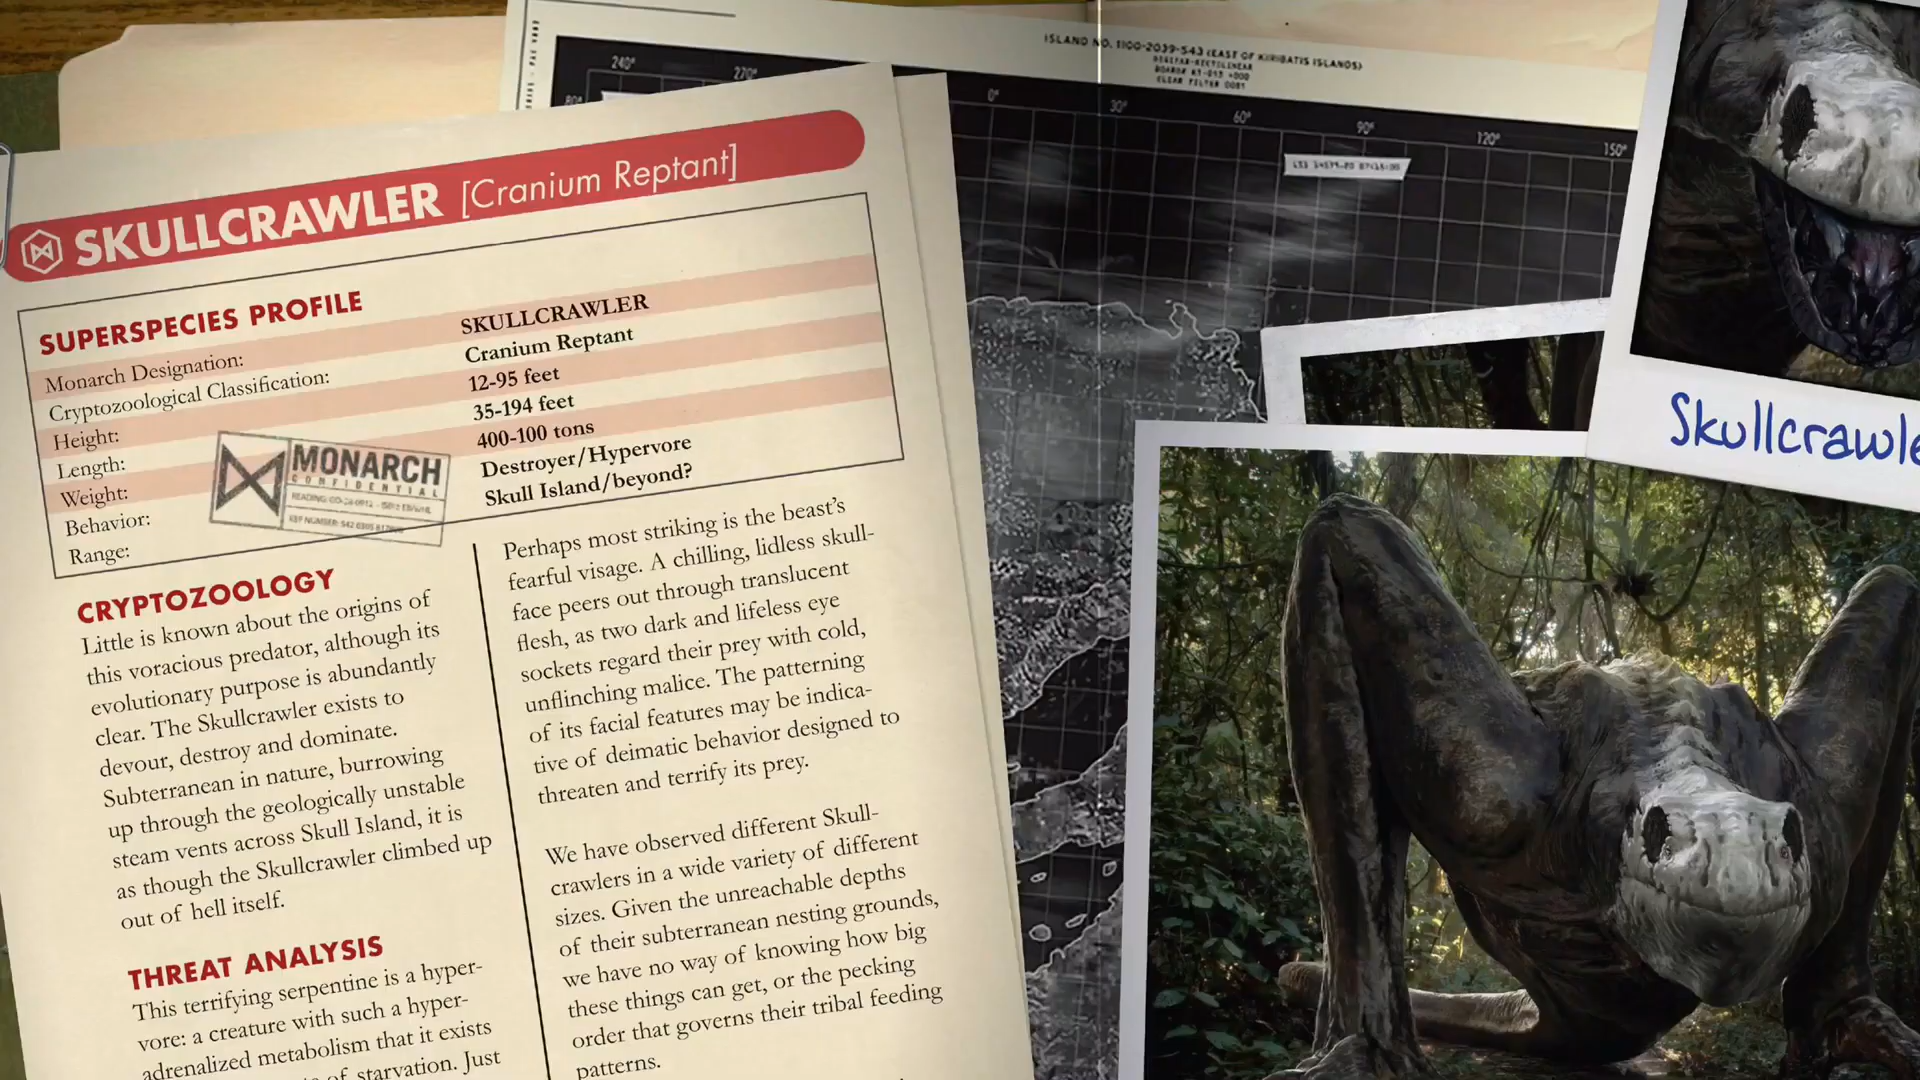 ISLAND NO. 1100-2039-543 (EAST OF KIRIBATIS ISLANDS)
240°
270°
0°
30°
60°
90°
120°
150°
SKULLCRAWLER [Cranium Reptant]
SUPERSPECIES PROFILE
Monarch Designation: SKULLCRAWLER
Cryptozoological Classification: Cranium Reptant
Height: 12-95 feet
Length: 35-194 feet
Weight: 400-100 tons
Behavior: Destroyer/Hypervore
Range: Skull Island/beyond?
MONARCH
CONFIDENTIAL
CRYPTOZOOLOGY
Little is known about the origins of
this voracious predator, although its
evolutionary purpose is abundantly
clear. The Skullcrawler exists to
devour, destroy and dominate.
Subterranean in nature, burrowing
up through the geologically unstable
steam vents across Skull Island, it is
as though the Skullcrawler climbed up
out of hell itself.
THREAT ANALYSIS
This terrifying serpentine is a hyper-
vore: a creature with such a hyper-
adrenalized metabolism that it exists
of starvation. Just
Perhaps most striking is the beast's
fearful visage. A chilling, lidless skull-
face peers out through translucent
flesh, as two dark and lifeless eye
sockets regard their prey with cold,
unflinching malice. The patterning
of its facial features may be indica-
tive of deimatic behavior designed to
threaten and terrify its prey.
We have observed different Skull-
crawlers in a wide variety of different
sizes. Given the unreachable depths
of their subterranean nesting grounds,
we have no way of knowing how big
these things can get, or the pecking
order that governs their tribal feeding
patterns.
Skullcrawle